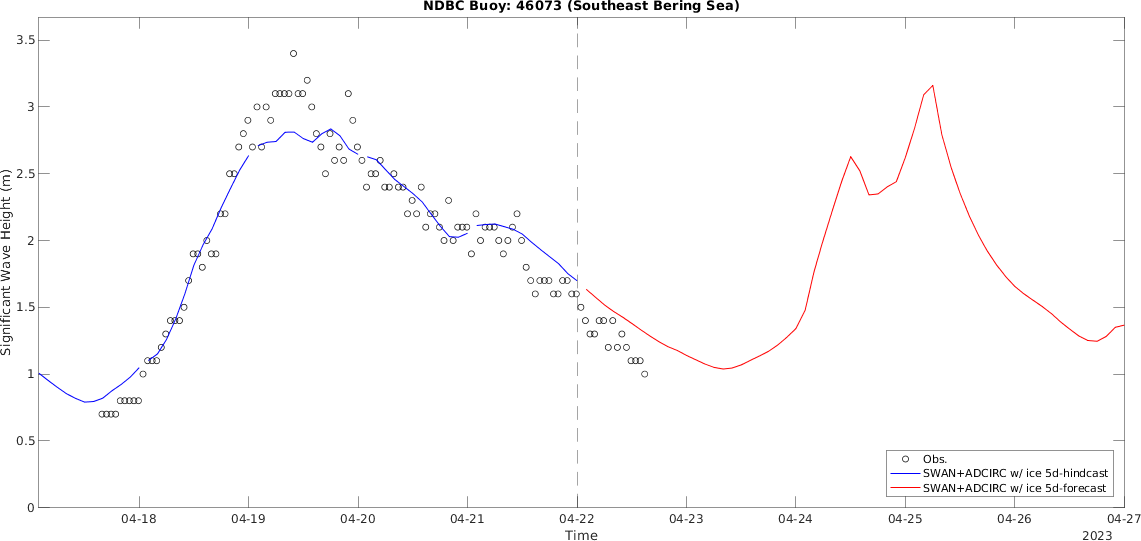 NDBC Buoy: 46073 (Southeast Bering Sea)
Significant Wave Height (m)
3.5
3
2.5
2
1.5
1
0.5
0
Obs.
SWAN+ADCIRC w/ ice 5d-hindcast
SWAN+ADCIRC w/ ice 5d-forecast
04-18 04-19 04-20 04-21 04-22 04-23 04-24 04-25 04-26 04-27
Time
2023